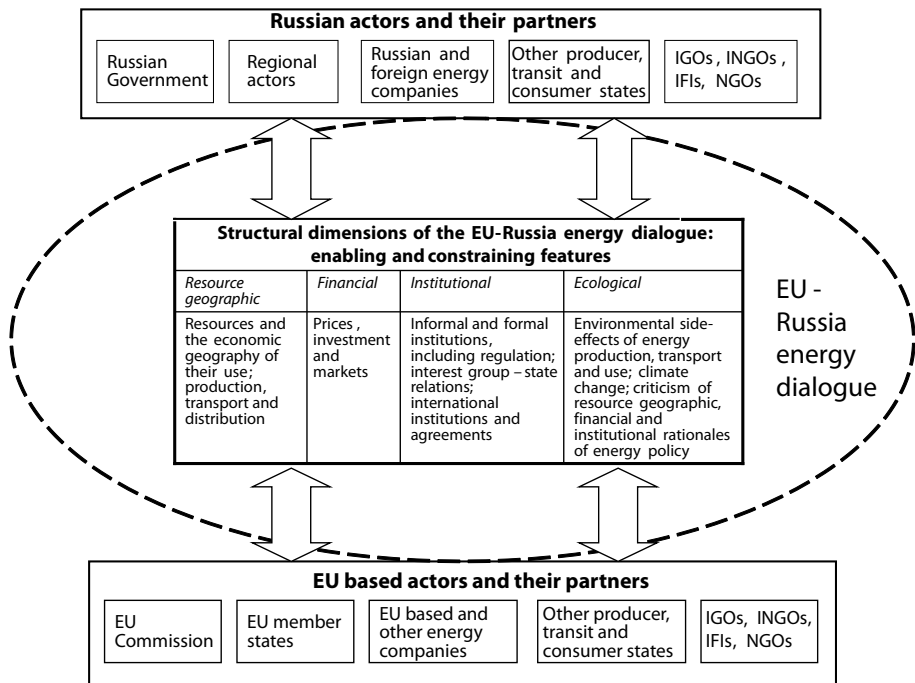 Russian actors and their partners
Russian
Government
Regional
actors
Russian and
foreign energy
companies
Other producer,
transit and
consumer states
IGOs , INGOs ,
IFIs, NGOs
Structural dimensions of the EU-Russia energy dialogue:
enabling and constraining features
Resource
geographic
Financial
Institutional
Ecological
Resources and
the economic
geography of
their use;
production,
transport and
distribution
Prices ,
investment
and
markets
Informal and formal
institutions,
including regulation;
interest group – state
relations;
international
institutions and
agreements
Environmental side-
effects of energy
production, transport
and use; climate
change; criticism of
resource geographic,
financial and
institutional rationales
of energy policy
EU -
Russia
energy
dialogue
EU based actors and their partners
EU
Commission
EU member
states
EU based and
other energy
companies
Other producer,
transit and
consumer states
IGOs, INGOs,
IFIs, NGOs